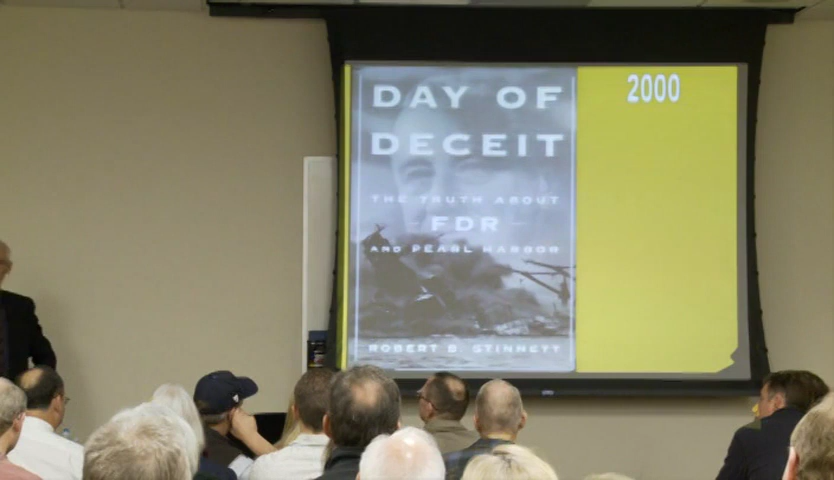 DAY OF
DECEIT
THE TRUTH ABOUT
FDR
AND PEARL HARBOR
ROBERT B. STINNETT
2000